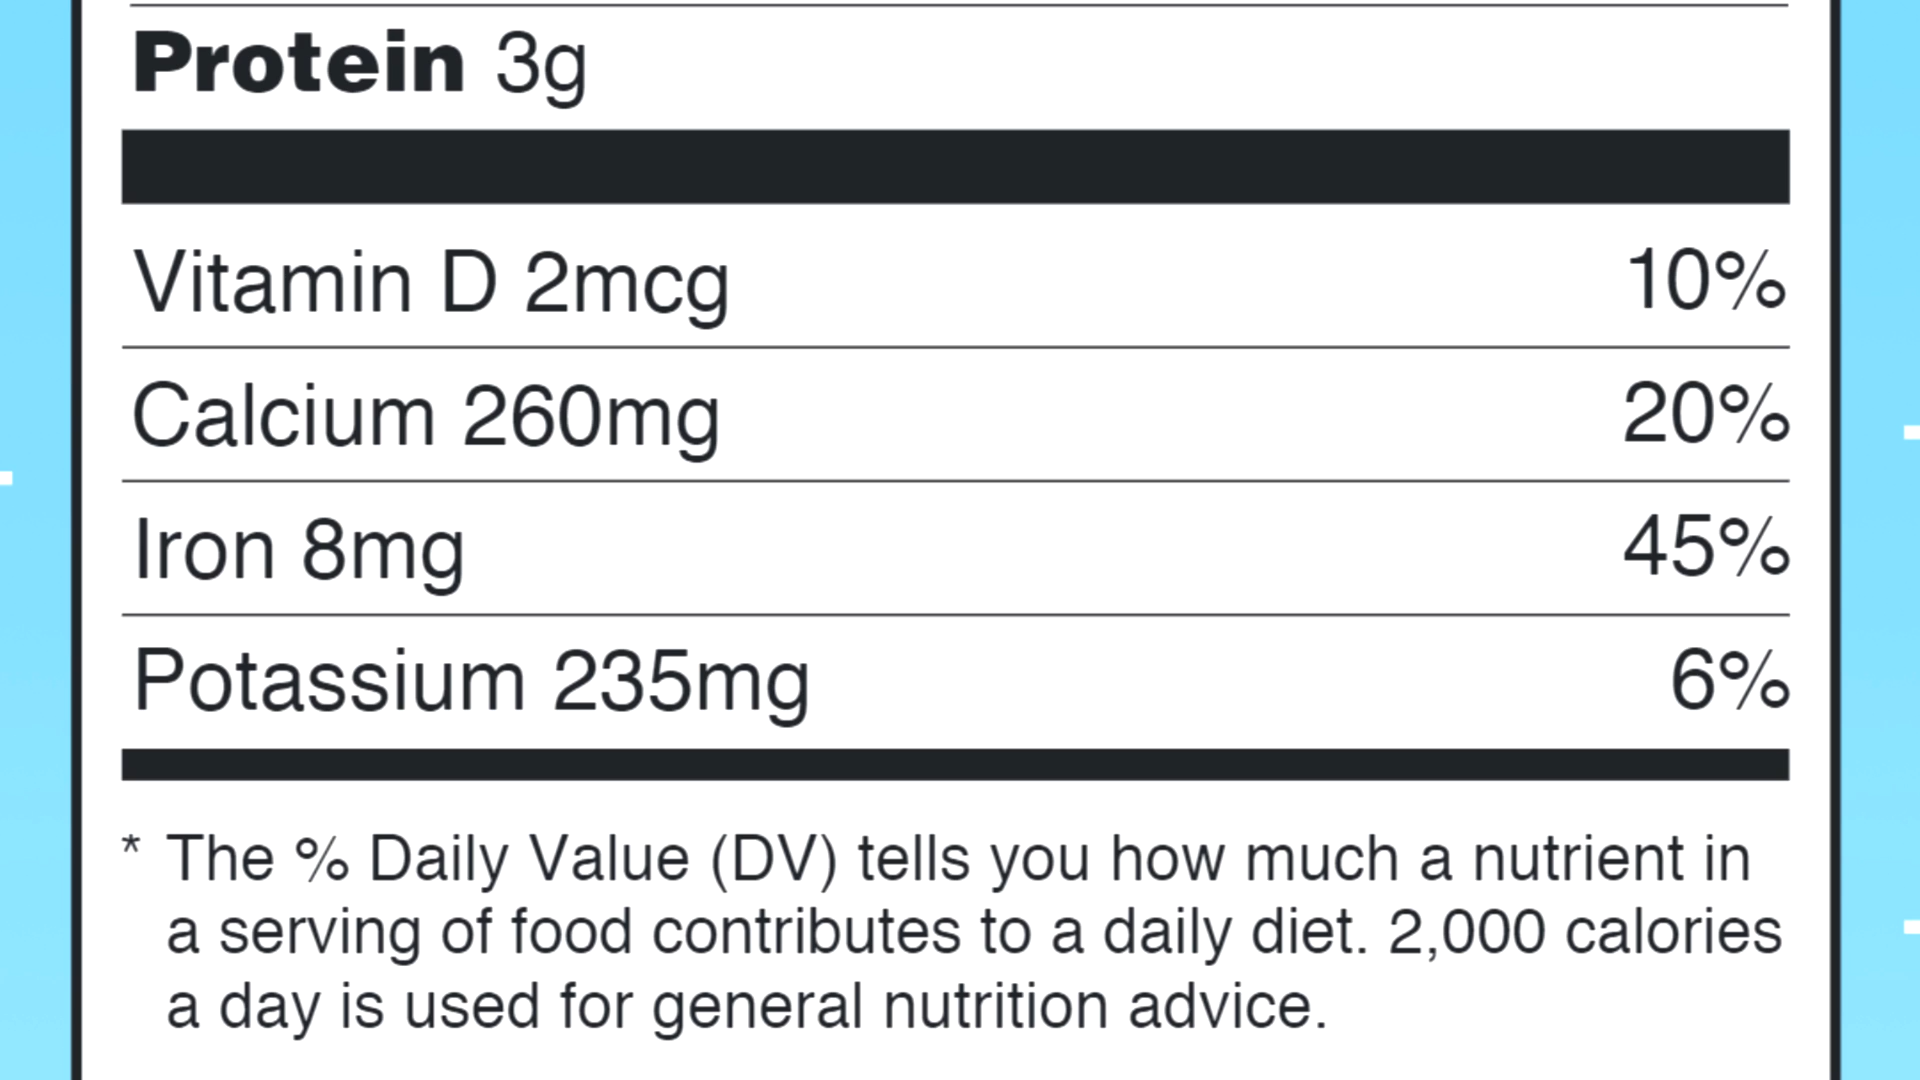 Protein 3g
Vitamin D 2mcg 10%
Calcium 260mg 20%
Iron 8mg 45%
Potassium 235mg 6%
* The % Daily Value (DV) tells you how much a nutrient in
a serving of food contributes to a daily diet. 2,000 calories
a day is used for general nutrition advice.